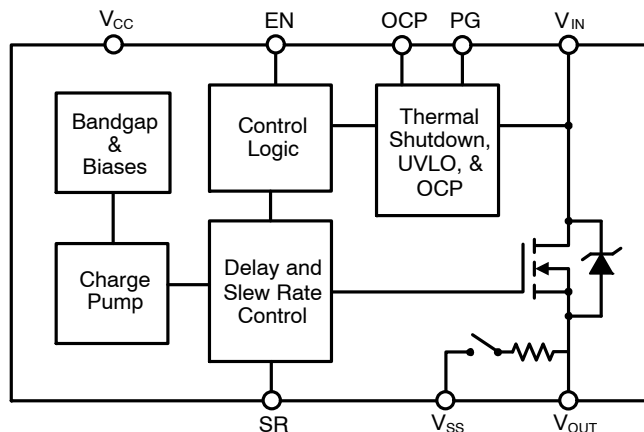 VCC
EN
OCP
PG
VIN
Bandgap
&
Biases
Control
Logic
Thermal
Shutdown,
UVLO, &
OCP
Charge
Pump
Delay and
Slew Rate
Control
SR
VSS
VOUT